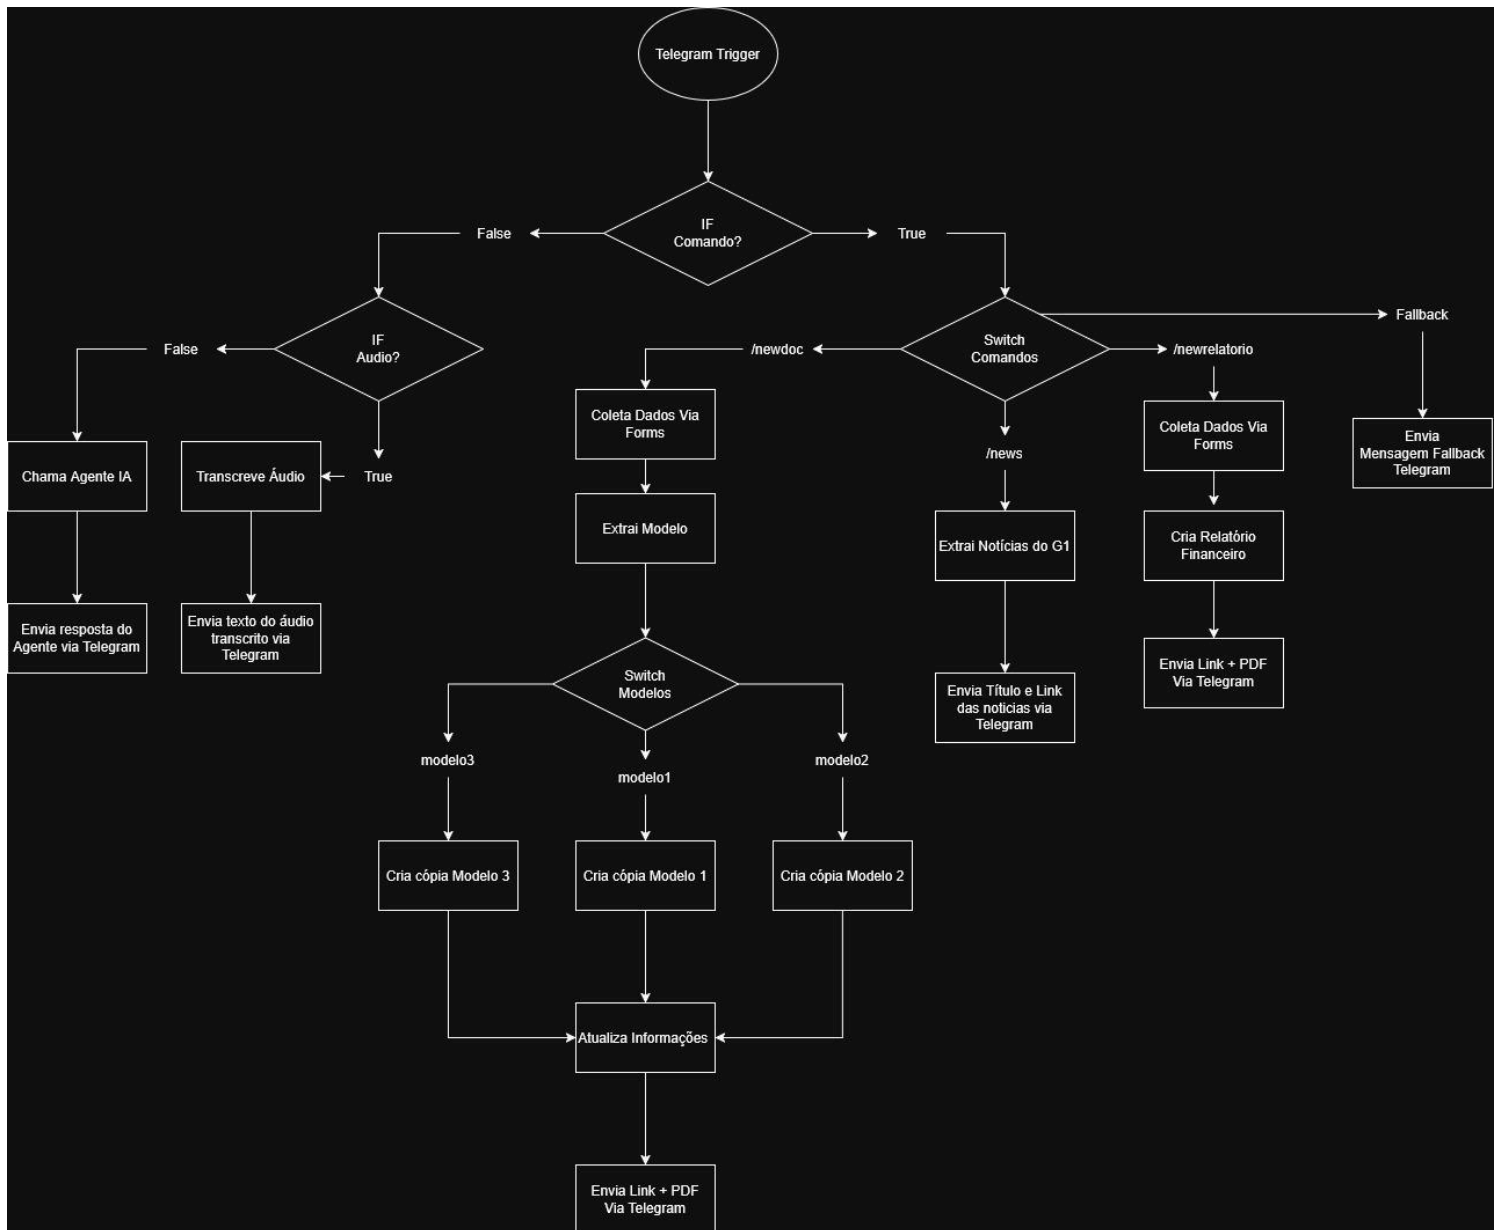 Telegram Trigger
IF
Comando?
False
True
IF
Audio?
False
True
Chama Agente IA
Transcreve Áudio
Envia resposta do
Agente via Telegram
Envia texto do áudio
transcrito via
Telegram
Switch
Comandos
Fallback
/newdoc
/newrelatorio
/news
Coleta Dados Via
Forms
Extrai Modelo
Extrai Notícias do G1
Envia Título e Link
das noticias via
Telegram
Coleta Dados Via
Forms
Cria Relatório
Financeiro
Envia Link + PDF
Via Telegram
Envia
Mensagem Fallback
Telegram
Switch
Modelos
modelo3
modelo1
modelo2
Cria cópia Modelo 3
Cria cópia Modelo 1
Cria cópia Modelo 2
Atualiza Informações
Envia Link + PDF
Via Telegram